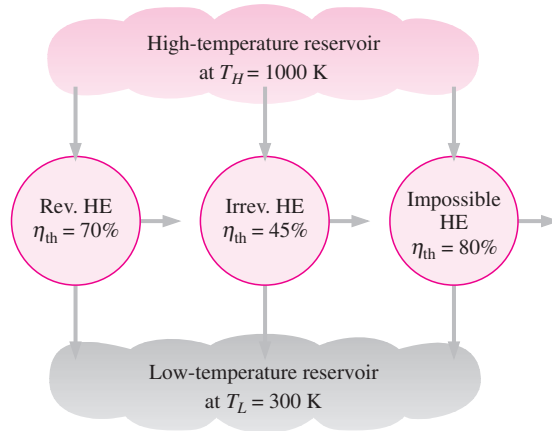 High-temperature reservoir
at T_H = 1000 K
Rev. HE
η_th = 70%
Irrev. HE
η_th = 45%
Impossible
HE
η_th = 80%
Low-temperature reservoir
at T_L = 300 K